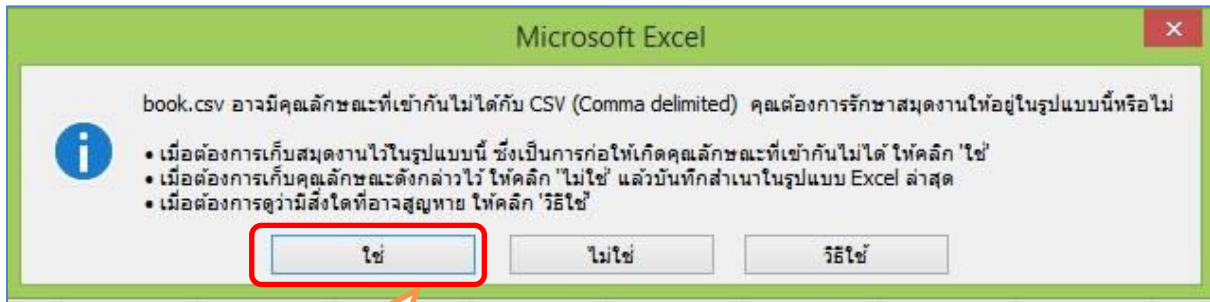 Microsoft Excel
book.csv อาจมีคุณลักษณะที่เข้ากันไม่ได้กับ CSV (Comma delimited) คุณต้องการรักษาสมุดงานให้อยู่ในรูปแบบนี้หรือไม่
• เมื่อต้องการเก็บสมุดงานไว้ในรูปแบบนี้ ซึ่งเป็นการก่อให้เกิดคุณลักษณะที่เข้ากันไม่ได้ ให้คลิก 'ใช่'
• เมื่อต้องการเก็บคุณลักษณะดังกล่าวไว้ ให้คลิก 'ไม่ใช่' แล้วบันทึกสำเนาในรูปแบบ Excel ล่าสุด
• เมื่อต้องการดูว่ามีสิ่งใดที่อาจสูญหาย ให้คลิก 'วิธีใช้'
ใช่ ไม่ใช่ วิธีใช้